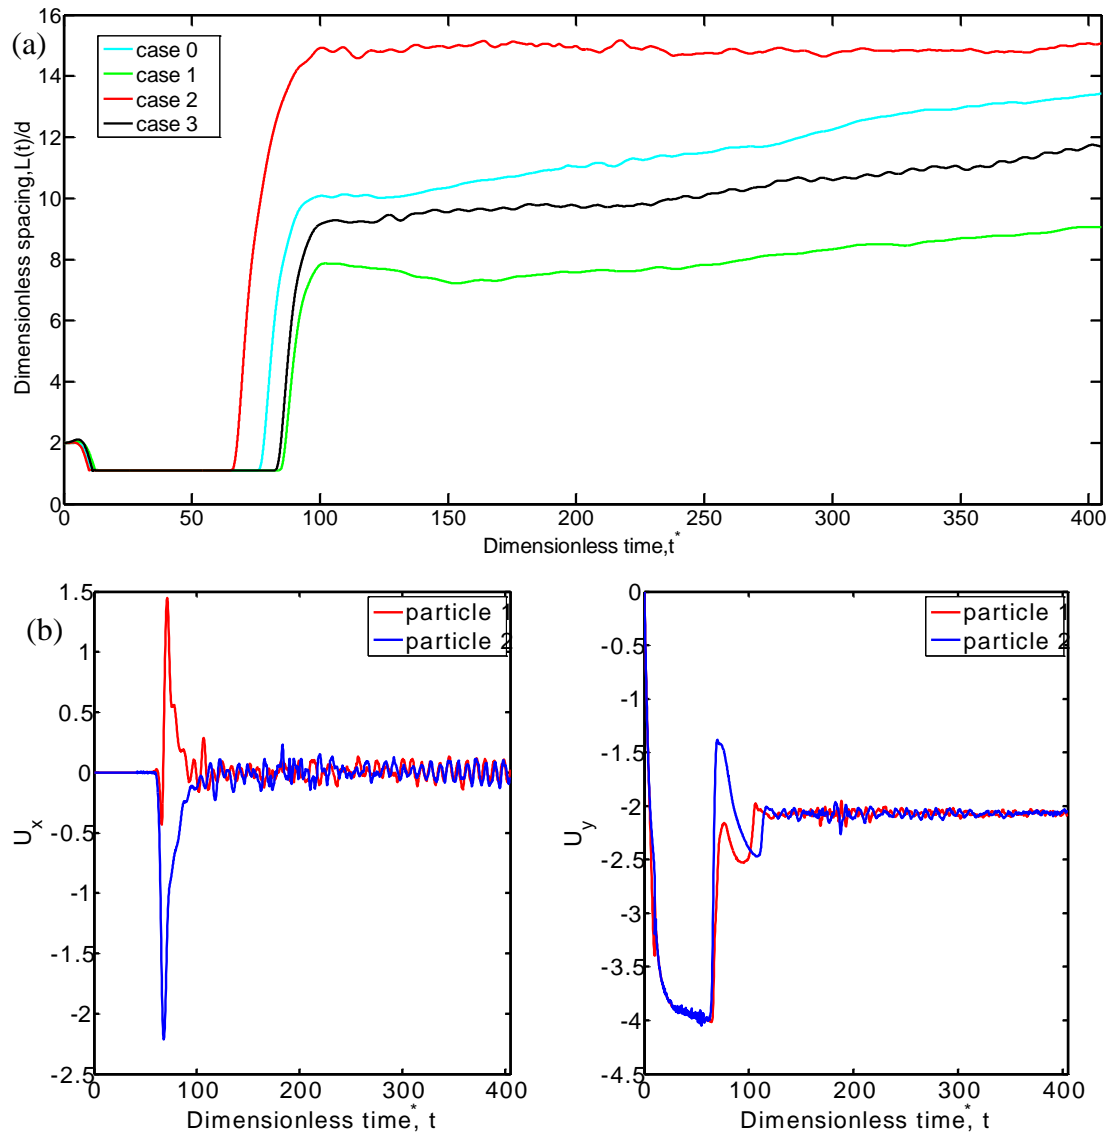 (a)
case 0
case 1
case 2
case 3
Dimensionless spacing,L(t)/d
16
14
12
10
8
6
4
2
0
0 50 100 150 200 250 300 350 400
Dimensionless time,t*
(b)
particle 1
particle 2
U_x
1.5
1
0.5
0
-0.5
-1
-1.5
-2
-2.5
0 100 200 300 400
Dimensionless time,* t
particle 1
particle 2
U_y
0
-0.5
-1
-1.5
-2
-2.5
-3
-3.5
-4
-4.5
0 100 200 300 400
Dimensionless time,* t